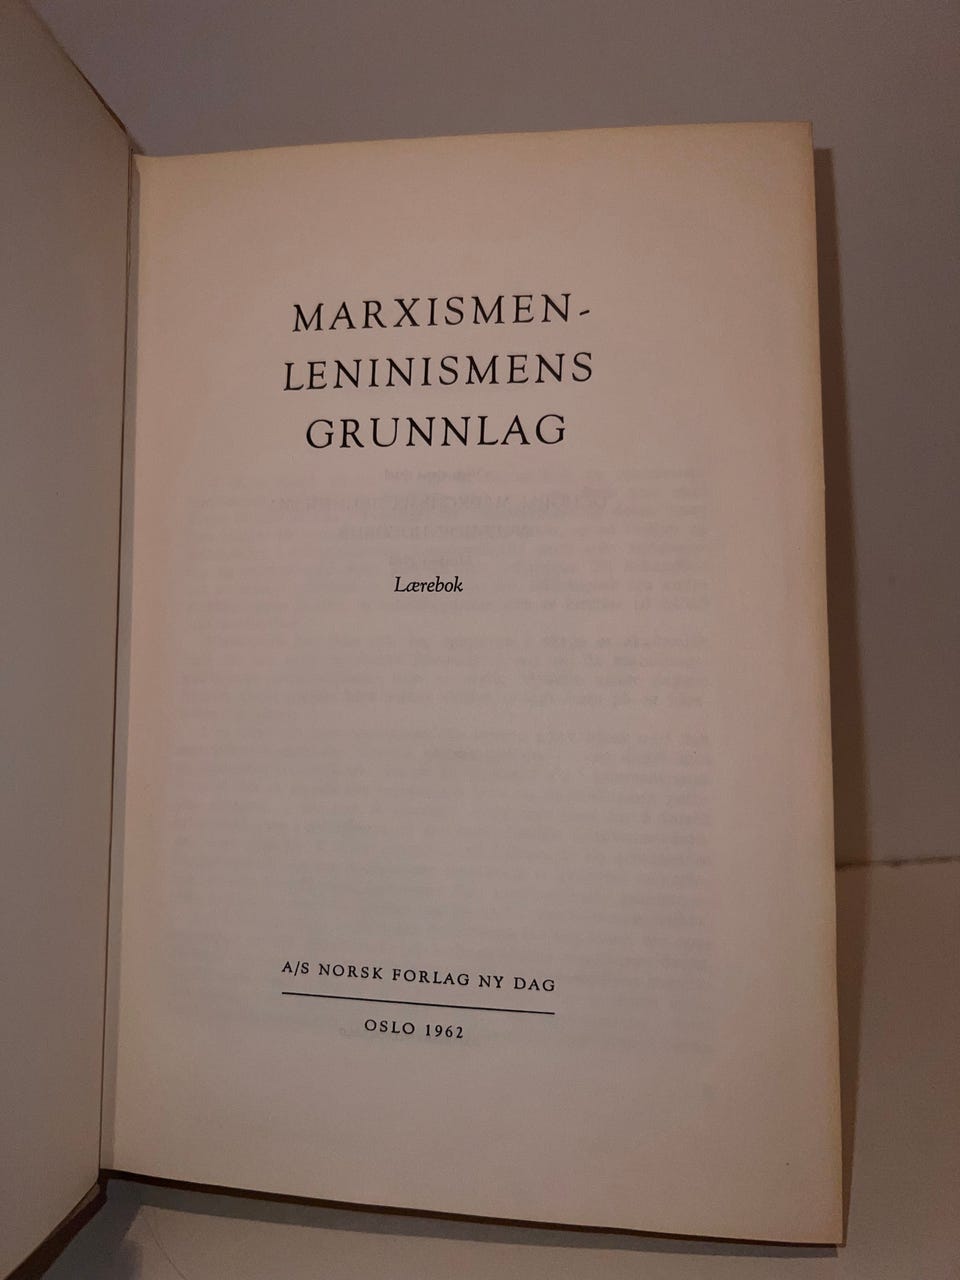 MARXISMEN-
LENINISMENS
GRUNNLAG
Lærebok
A/S NORSK FORLAG NY DAG
OSLO 1962